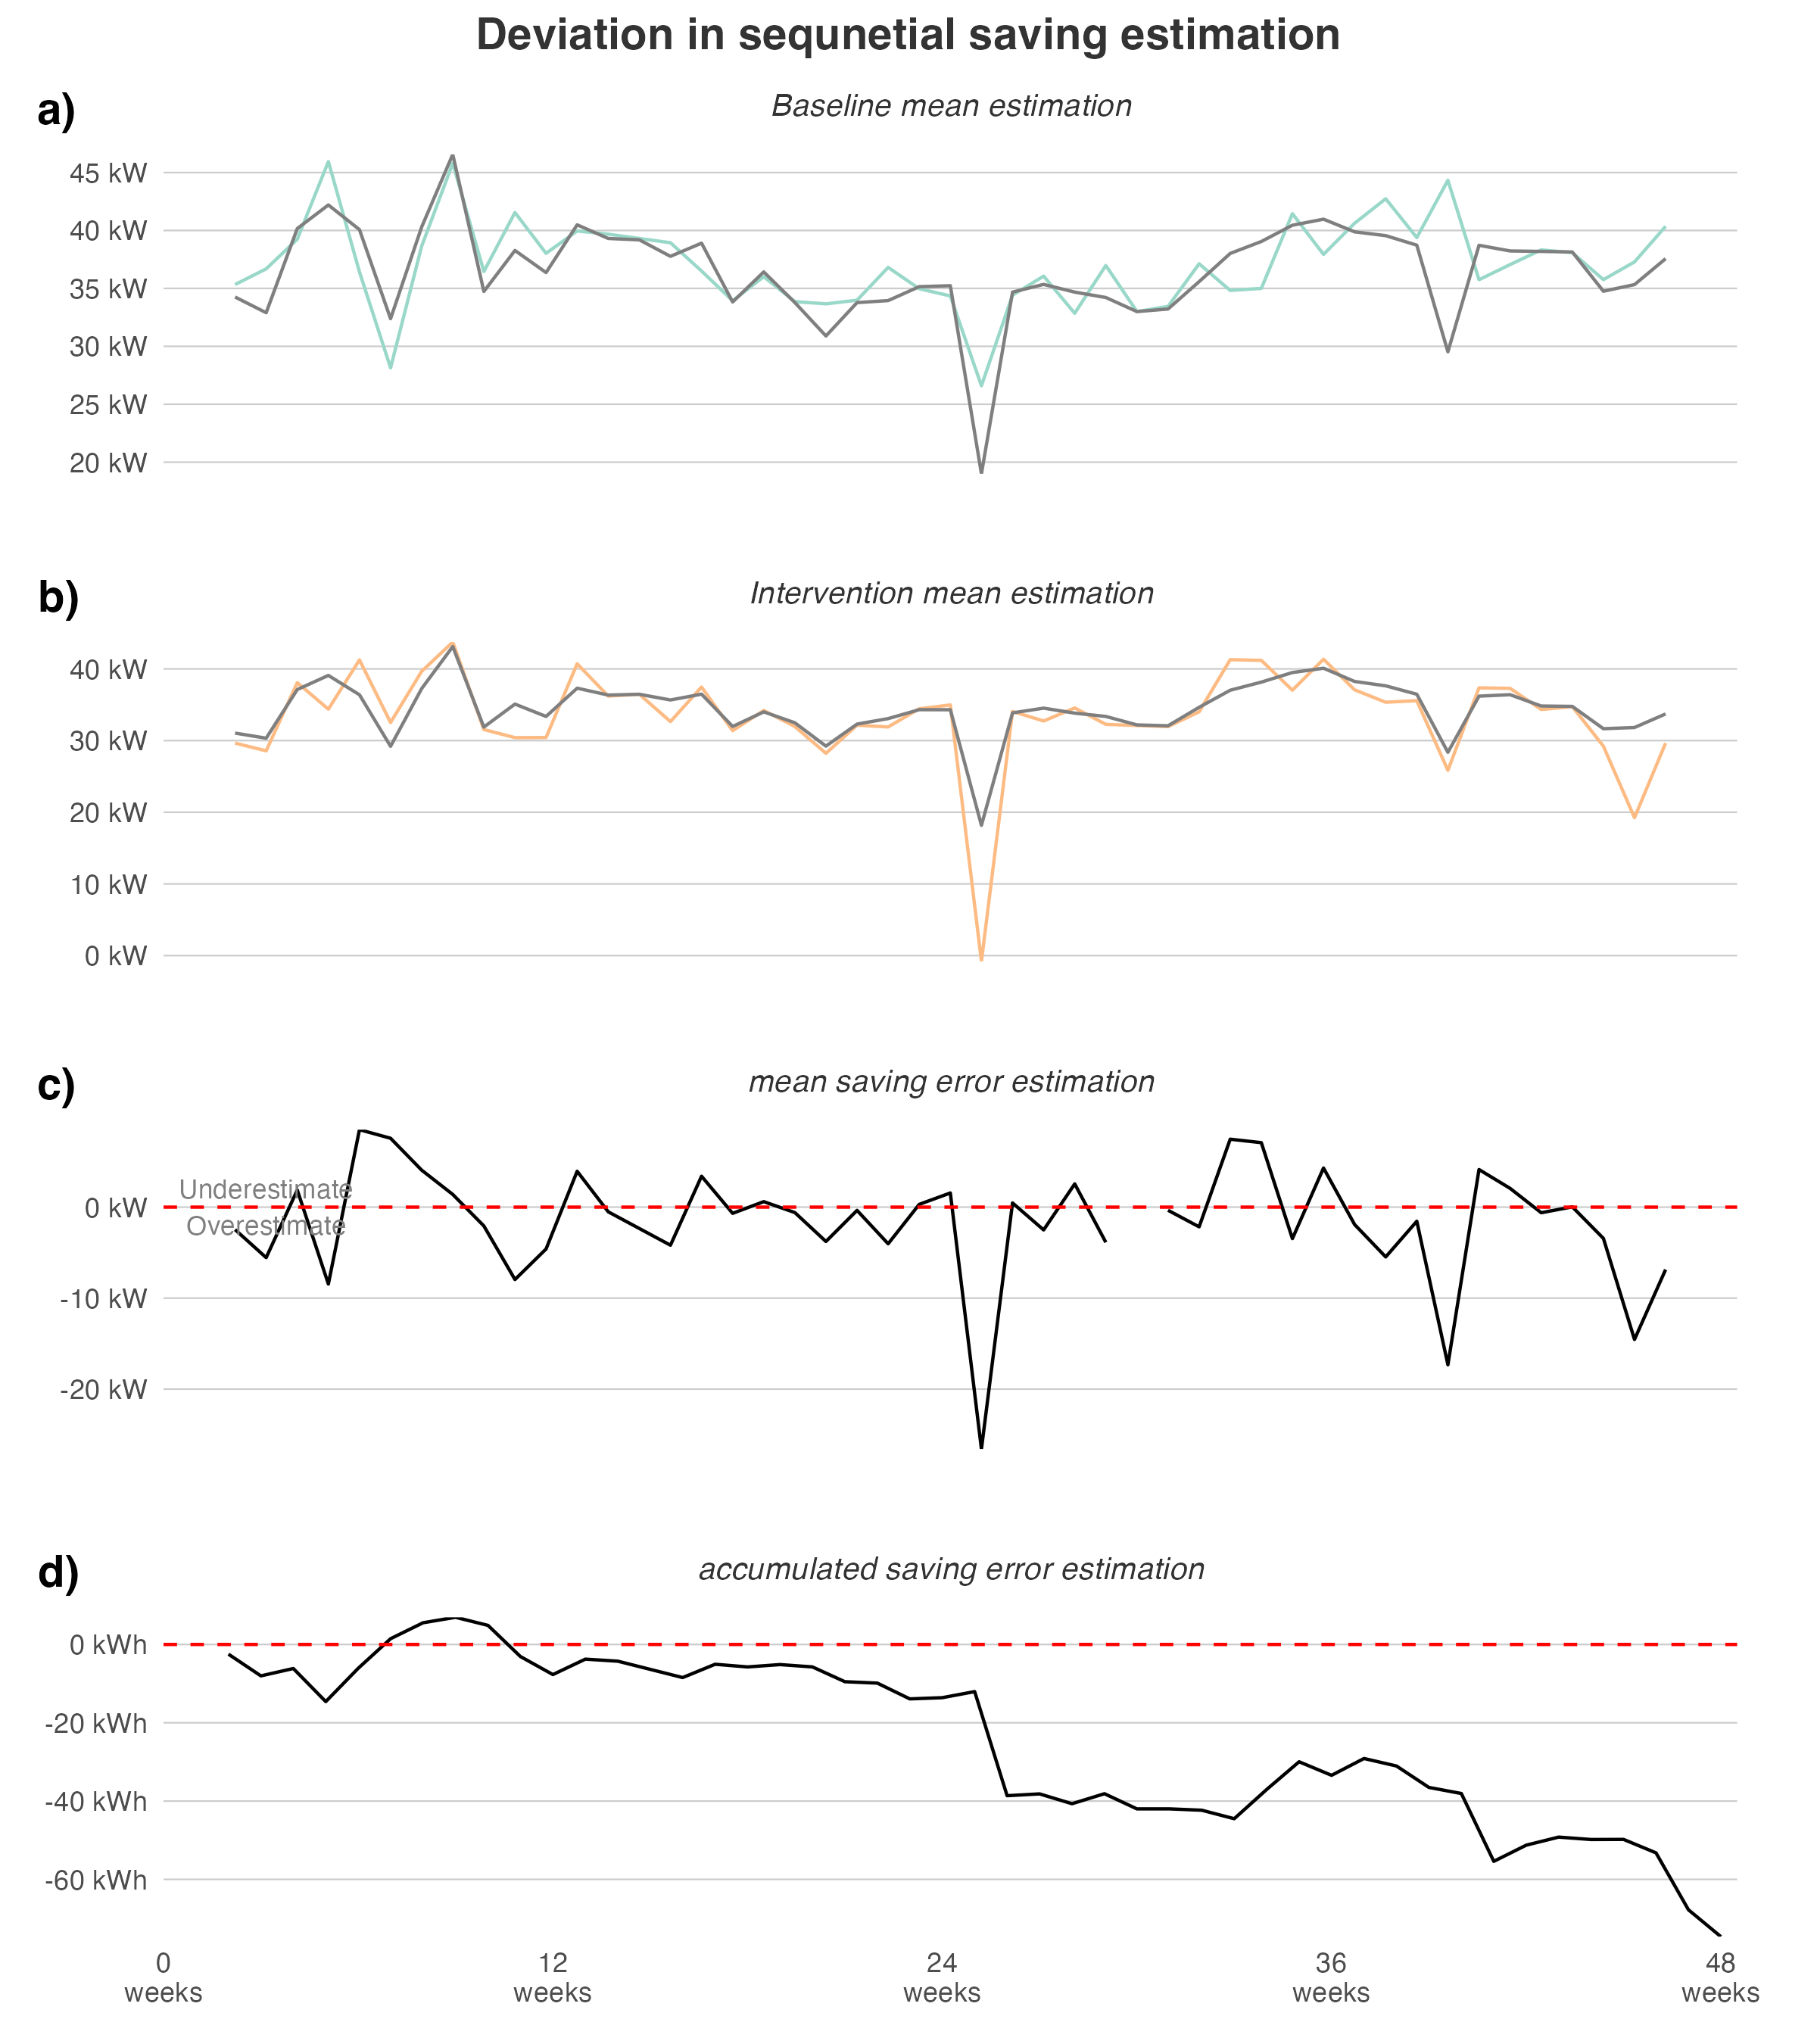 Deviation in sequnetial saving estimation
a)
Baseline mean estimation
45 kW
40 kW
35 kW
30 kW
25 kW
20 kW
b)
Intervention mean estimation
40 kW
30 kW
20 kW
10 kW
0 kW
c)
mean saving error estimation
Underestimate
0 kW
Overestimate
-10 kW
-20 kW
d)
accumulated saving error estimation
0 kWh
-20 kWh
-40 kWh
-60 kWh
0 12 24 36 48
weeks weeks weeks weeks weeks